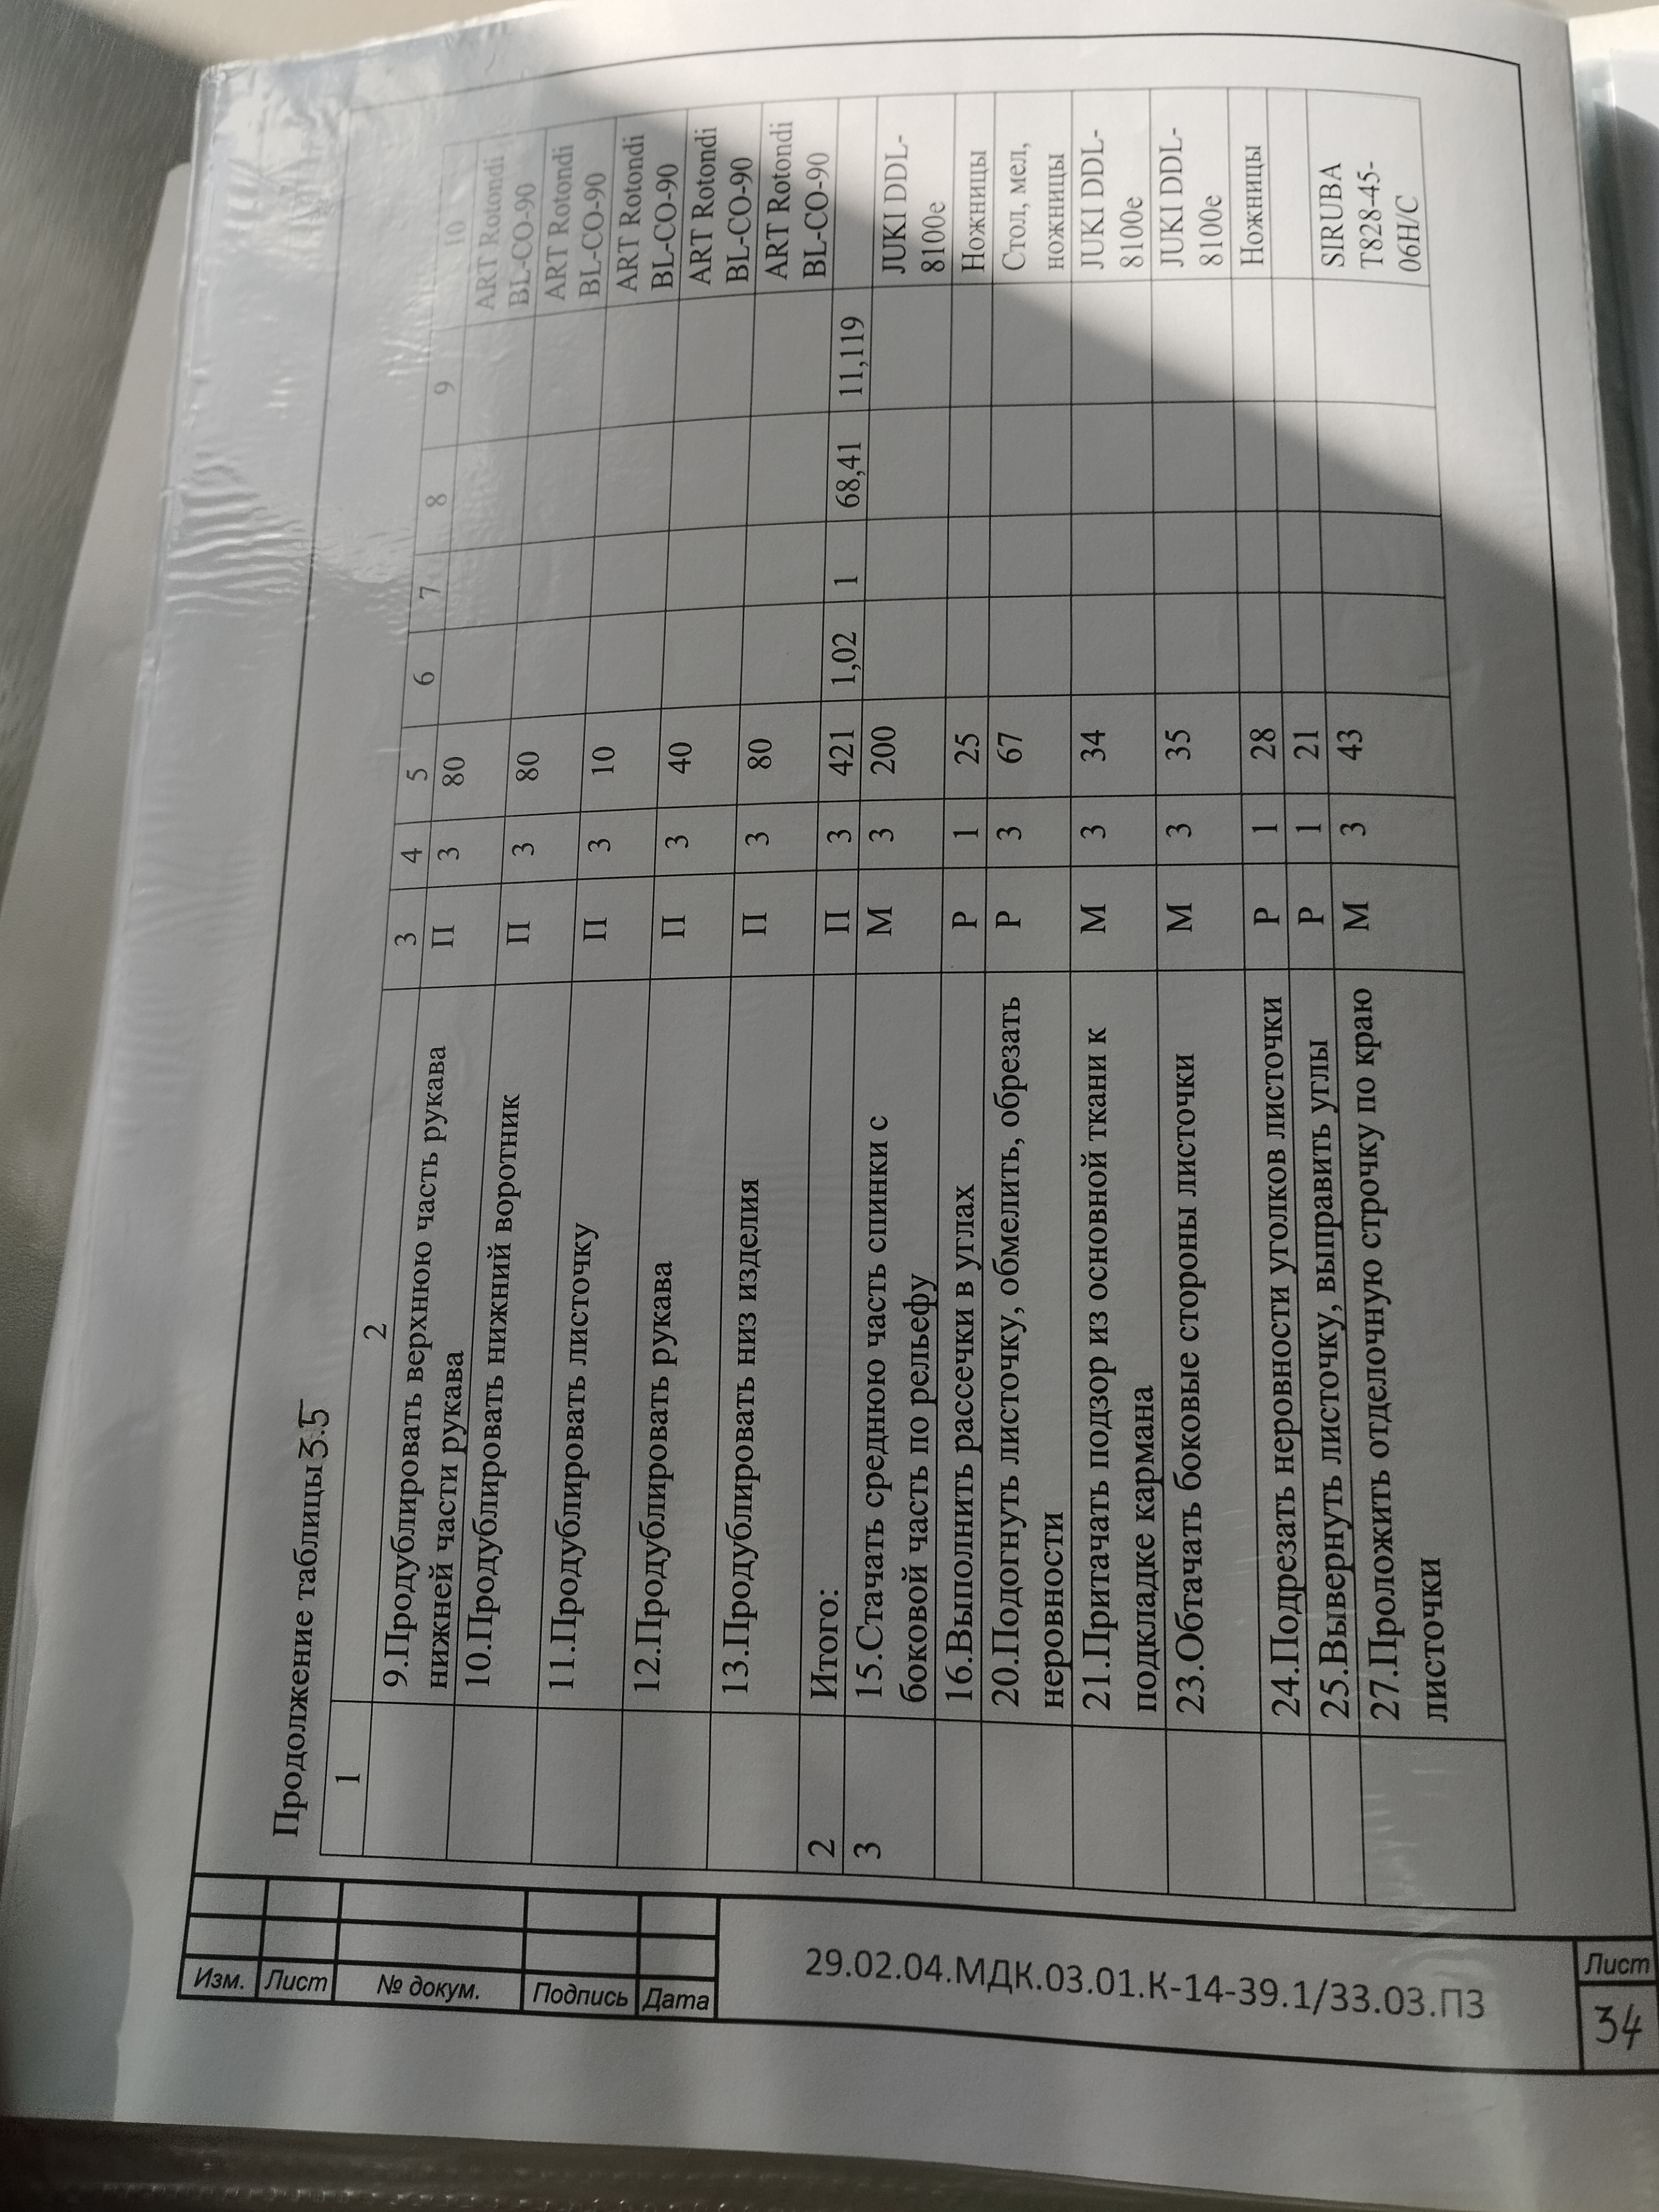 Продолжение таблицы 3.5
1 2 3 4 5 6 7 8 9 10
9.Продублировать верхнюю часть рукава П 3 80 ART Rotondi
нижней части рукава BL-CO-90
10.Продублировать нижний воротник П 3 80 ART Rotondi
BL-CO-90
11.Продублировать листочку П 3 10 ART Rotondi
BL-CO-90
12.Продублировать рукава П 3 40 ART Rotondi
BL-CO-90
13.Продублировать низ изделия П 3 80 ART Rotondi
BL-CO-90
2 Итого: П 3 421 1,02 1 68,41 11,119
3 15.Стачать среднюю часть спинки с М 3 200 JUKI DDL-
боковой часть по рельефу 8100e
16.Выполнить рассечки в углах Р 1 25 Ножницы
20.Подогнуть листочку, обмелить, обрезать Р 3 67 Стол, мел,
неровности ножницы
21.Притачать подзор из основной ткани к М 3 34 JUKI DDL-
подкладке кармана 8100e
23.Обтачать боковые стороны листочки М 3 35 JUKI DDL-
8100e
24.Подрезать неровности уголков листочки Р 1 28 Ножницы
25.Вывернуть листочку, выправить углы Р 1 21
27.Проложить отделочную строчку по краю М 3 43 SIRUBA
листочки T828-45-
06H/C
Изм. Лист № докум. Подпись Дата
29.02.04.МДК.03.01.К-14-39.1/33.03.ПЗ
Лист
34